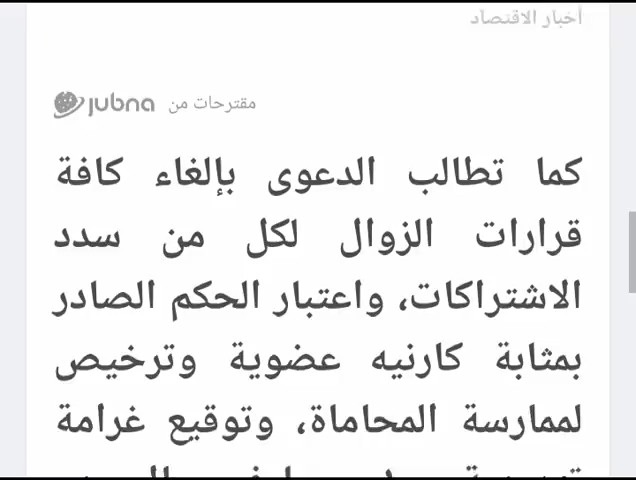 أخبار الاقتصاد
مقترحات من jubna
كما تطالب الدعوى بإلغاء كافة
قرارات الزوال لكل من سدد
الاشتراكات، واعتبار الحكم الصادر
بمثابة كارنيه عضوية وترخيص
لممارسة المحاماة، وتوقيع غرامة